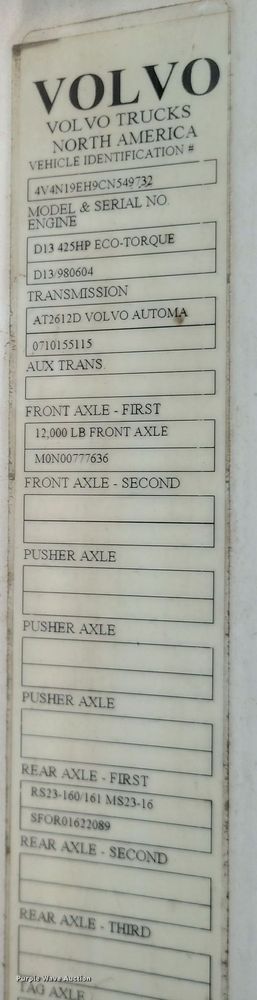 VOLVO
VOLVO TRUCKS
NORTH AMERICA
VEHICLE IDENTIFICATION #
4V4N19EH9CN549732
MODEL & SERIAL NO.
ENGINE
D13 425HP ECO-TORQUE
D13/980604
TRANSMISSION
AT2612D VOLVO AUTOMA
0710155115
AUX TRANS.
FRONT AXLE - FIRST
12,000 LB FRONT AXLE
M0N00777636
FRONT AXLE - SECOND
PUSHER AXLE
PUSHER AXLE
PUSHER AXLE
REAR AXLE - FIRST
RS23-160/161 MS23-16
SFOR01622089
REAR AXLE - SECOND
REAR AXLE - THIRD
Purple Wave Auction
TAG AXLE